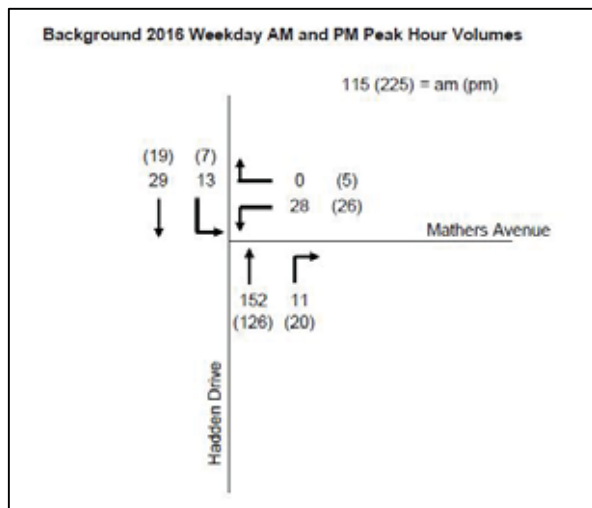 Background 2016 Weekday AM and PM Peak Hour Volumes
115 (225) = am (pm)
(19) (7)
29 13
0 (5)
28 (26)
Mathers Avenue
152 11
(126) (20)
Hadden Drive